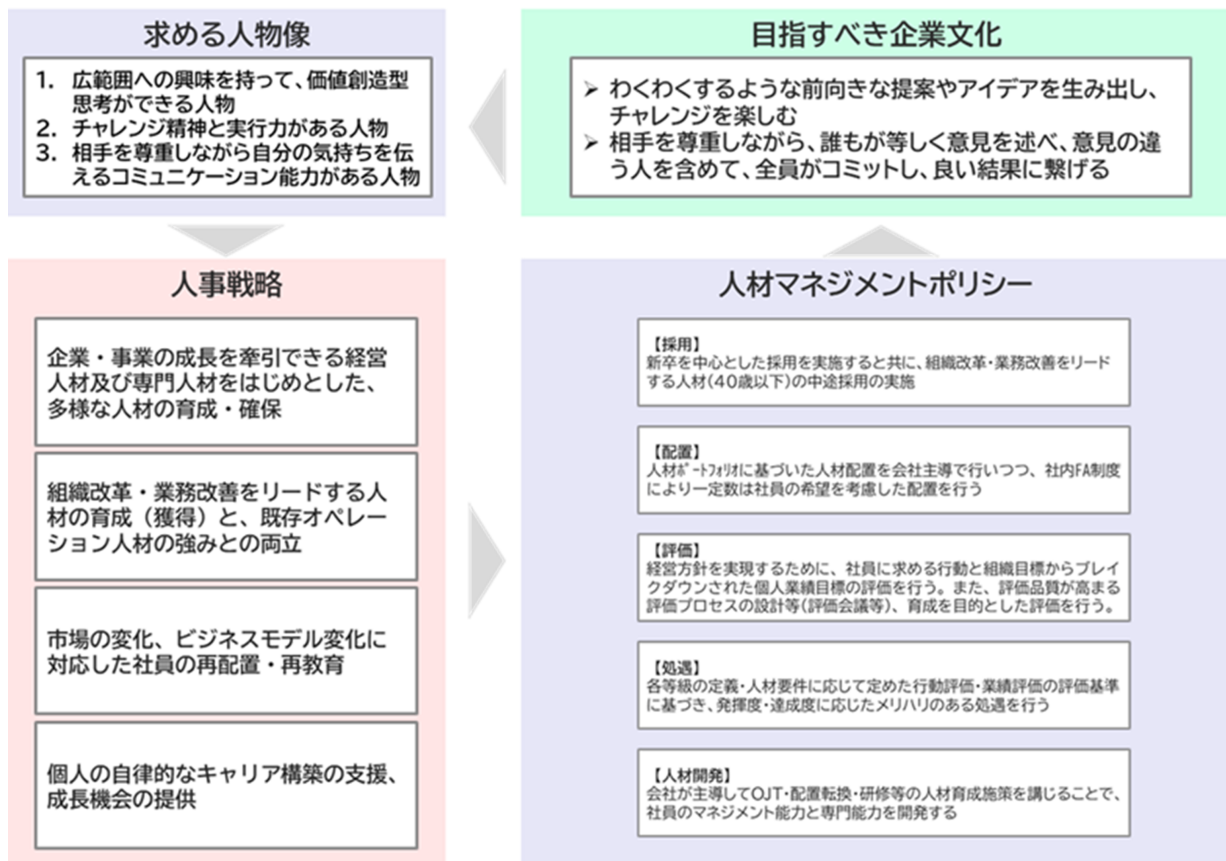 求める人物像
1. 広範囲への興味を持って、価値創造型
思考ができる人物
2. チャレンジ精神と実行力がある人物
3. 相手を尊重しながら自分の気持ちを伝
えるコミュニケーション能力がある人物
目指すべき企業文化
➢ わくわくするような前向きな提案やアイデアを生み出し、
チャレンジを楽しむ
➢ 相手を尊重しながら、誰もが等しく意見を述べ、意見の違
う人を含めて、全員がコミットし、良い結果に繋げる
人事戦略
企業・事業の成長を牽引できる経営
人材及び専門人材をはじめとした、
多様な人材の育成・確保
組織改革・業務改善をリードする人
材の育成（獲得）と、既存オペレー
ション人材の強みとの両立
市場の変化、ビジネスモデル変化に
対応した社員の再配置・再教育
個人の自律的なキャリア構築の支援、
成長機会の提供
人材マネジメントポリシー
【採用】
新卒を中心とした採用を実施すると共に、組織改革・業務改善をリード
する人材（40歳以下）の中途採用の実施
【配置】
人材ﾎﾟｰﾄﾌｫﾘｵに基づいた人材配置を会社主導で行いつつ、社内FA制度
により一定数は社員の希望を考慮した配置を行う
【評価】
経営方針を実現するために、社員に求める行動と組織目標からブレイ
クダウンされた個人業績目標の評価を行う。また、評価品質が高まる
評価プロセスの設計等（評価会議等）、育成を目的とした評価を行う。
【処遇】
各等級の定義・人材要件に応じて定めた行動評価・業績評価の評価基準
に基づき、発揮度・達成度に応じたメリハリのある処遇を行う
【人材開発】
会社が主導してOJT・配置転換・研修等の人材育成施策を講じることで、
社員のマネジメント能力と専門能力を開発する